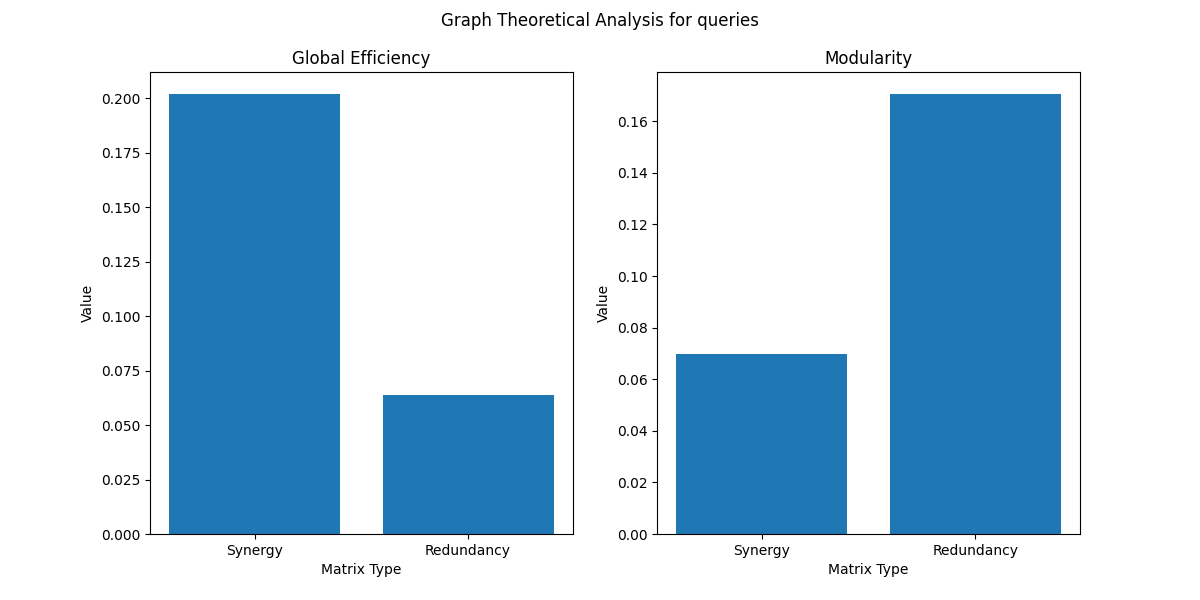 Graph Theoretical Analysis for queries
Global Efficiency
0.200
0.175
0.150
0.125
0.100
0.075
0.050
0.025
0.000
Value
Synergy
Redundancy
Matrix Type
Modularity
0.16
0.14
0.12
0.10
0.08
0.06
0.04
0.02
0.00
Value
Synergy
Redundancy
Matrix Type